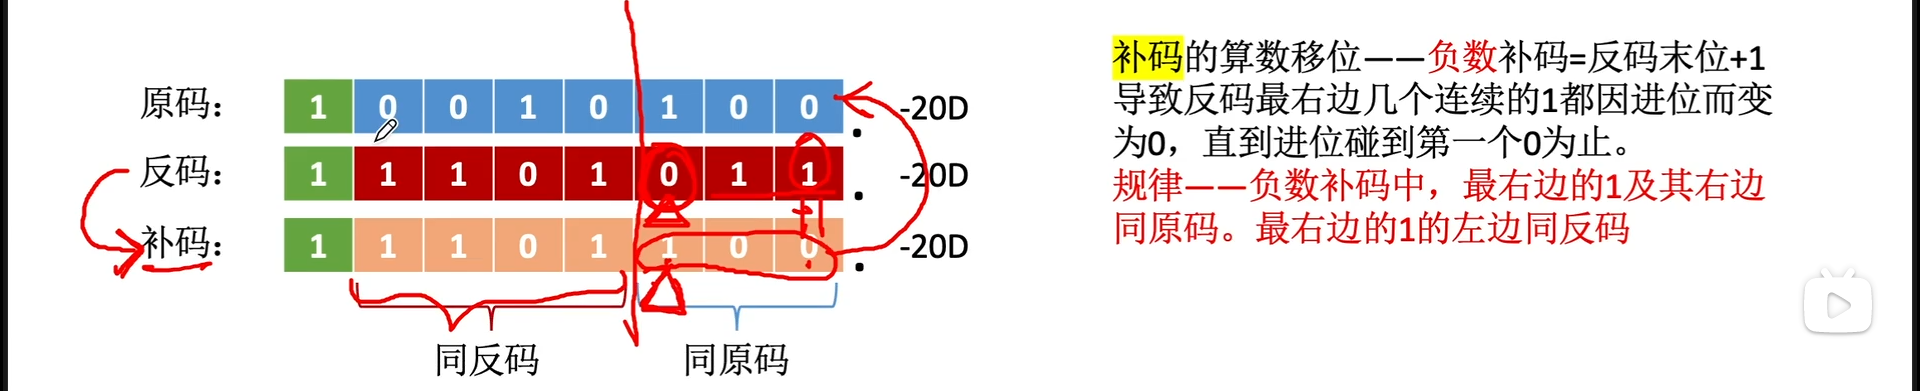 原码： 1 0 0 1 0 1 0 0 . -20D
反码： 1 1 1 0 1 0 1 1 . -20D
+1
补码： 1 1 1 0 1 1 0 0 . -20D
同反码 同原码
补码的算数移位——负数补码=反码末位+1
导致反码最右边几个连续的1都因进位而变
为0，直到进位碰到第一个0为止。
规律——负数补码中，最右边的1及其右边
同原码。最右边的1的左边同反码